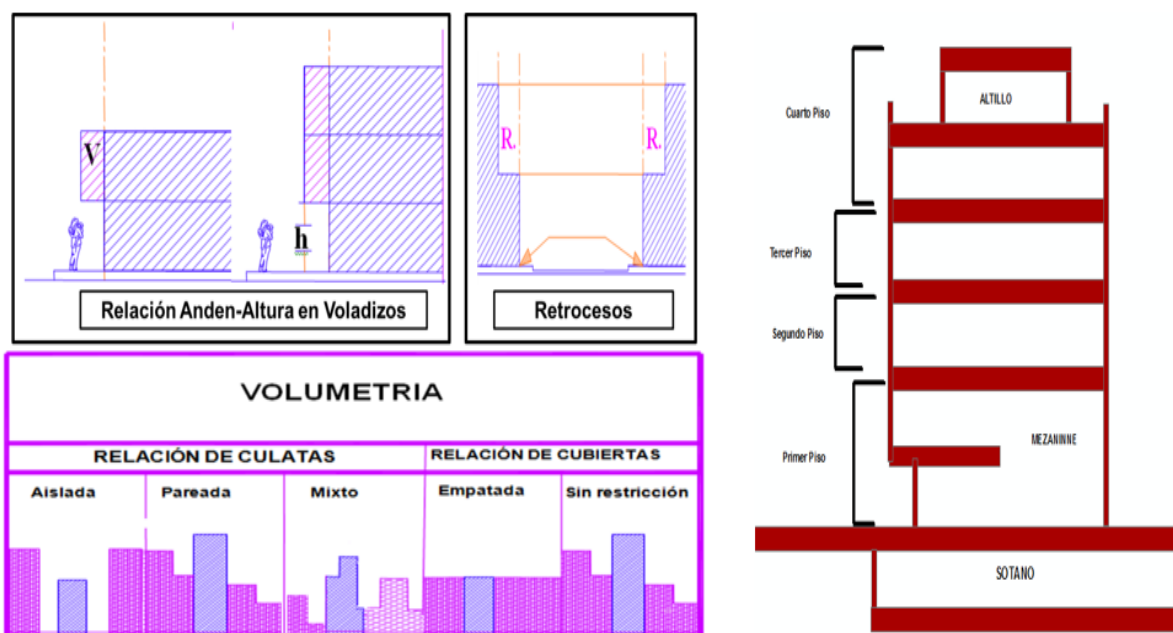 V
h
Relación Anden-Altura en Voladizos
R.
R.
Retrocesos
VOLUMETRIA
RELACIÓN DE CULATAS
RELACIÓN DE CUBIERTAS
Aislada
Pareada
Mixto
Empatada
Sin restricción
Cuarto Piso
ALTILLO
Tercer Piso
Segundo Piso
Primer Piso
MEZANINNE
SOTANO